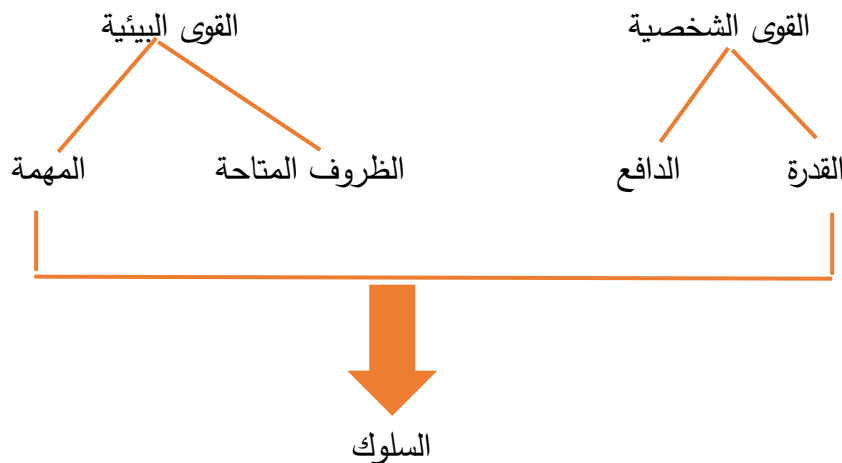 القوى الشخصية
القوى البيئية
القدرة
الدافع
الظروف المتاحة
المهمة
السلوك